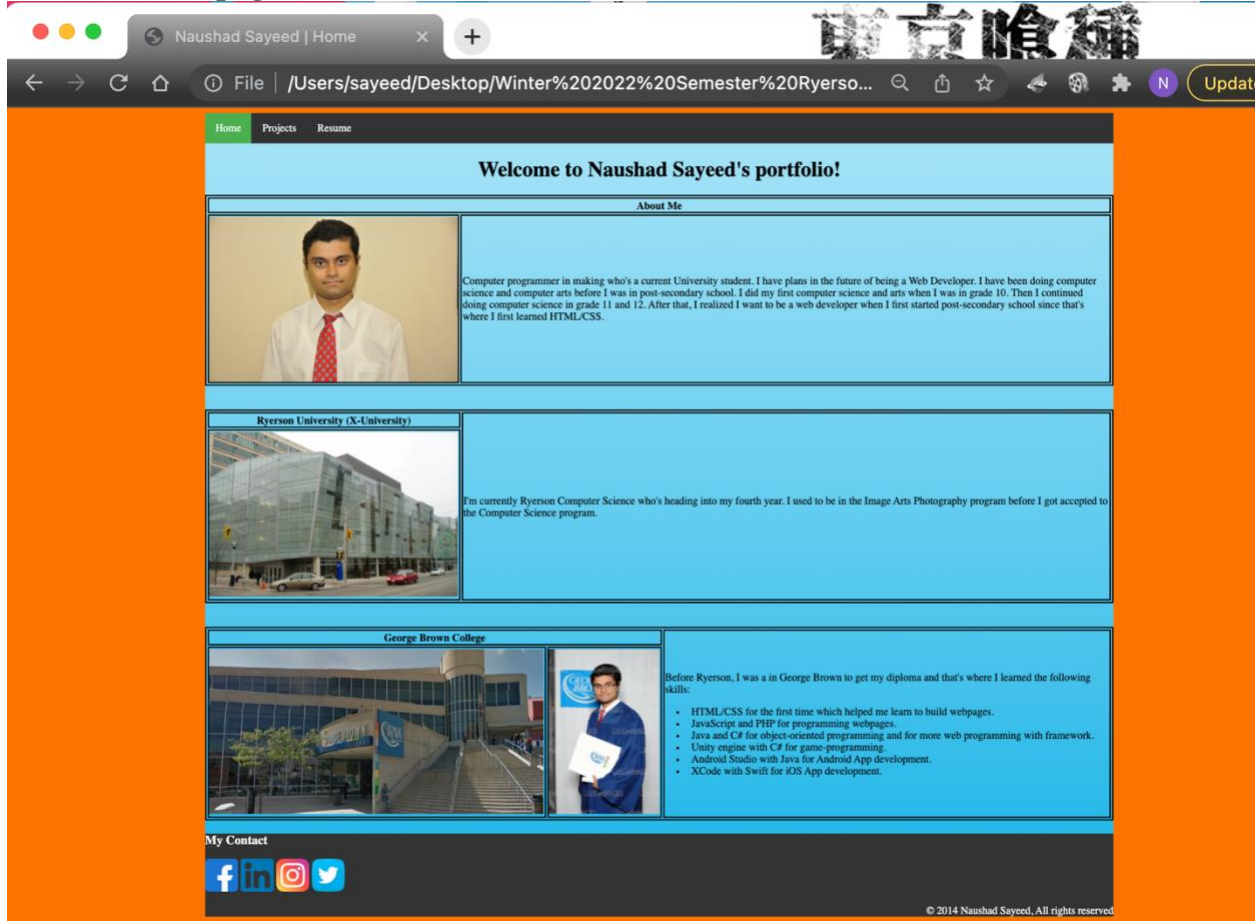 東京喰種
Naushad Sayeed | Home
File | /Users/sayeed/Desktop/Winter%202022%20Semester%20Ryerso...
N
Home Projects Resume
Welcome to Naushad Sayeed's portfolio!
About Me
Computer programmer in making who's a current University student. I have plans in the future of being a Web Developer. I have been doing computer
science and computer arts before I was in post-secondary school. I did my first computer science and arts when I was in grade 10. Then I continued
doing computer science in grade 11 and 12. After that, I realized I want to be a web developer when I first started post-secondary school since that's
where I first learned HTML/CSS.
Ryerson University (X-University)
I'm currently Ryerson Computer Science who's heading into my fourth year. I used to be in the Image Arts Photography program before I got accepted to
the Computer Science program.
George Brown College
Before Ryerson, I was a in George Brown to get my diploma and that's where I learned the following
skills:
• HTML/CSS for the first time which helped me learn to build webpages.
• JavaScript and PHP for programming webpages.
• Java and C# for object-oriented programming and for more web programming with framework.
• Unity engine with C# for game-programming.
• Android Studio with Java for Android App development.
• XCode with Swift for iOS App development.
My Contact
© 2014 Naushad Sayeed, All rights reserved